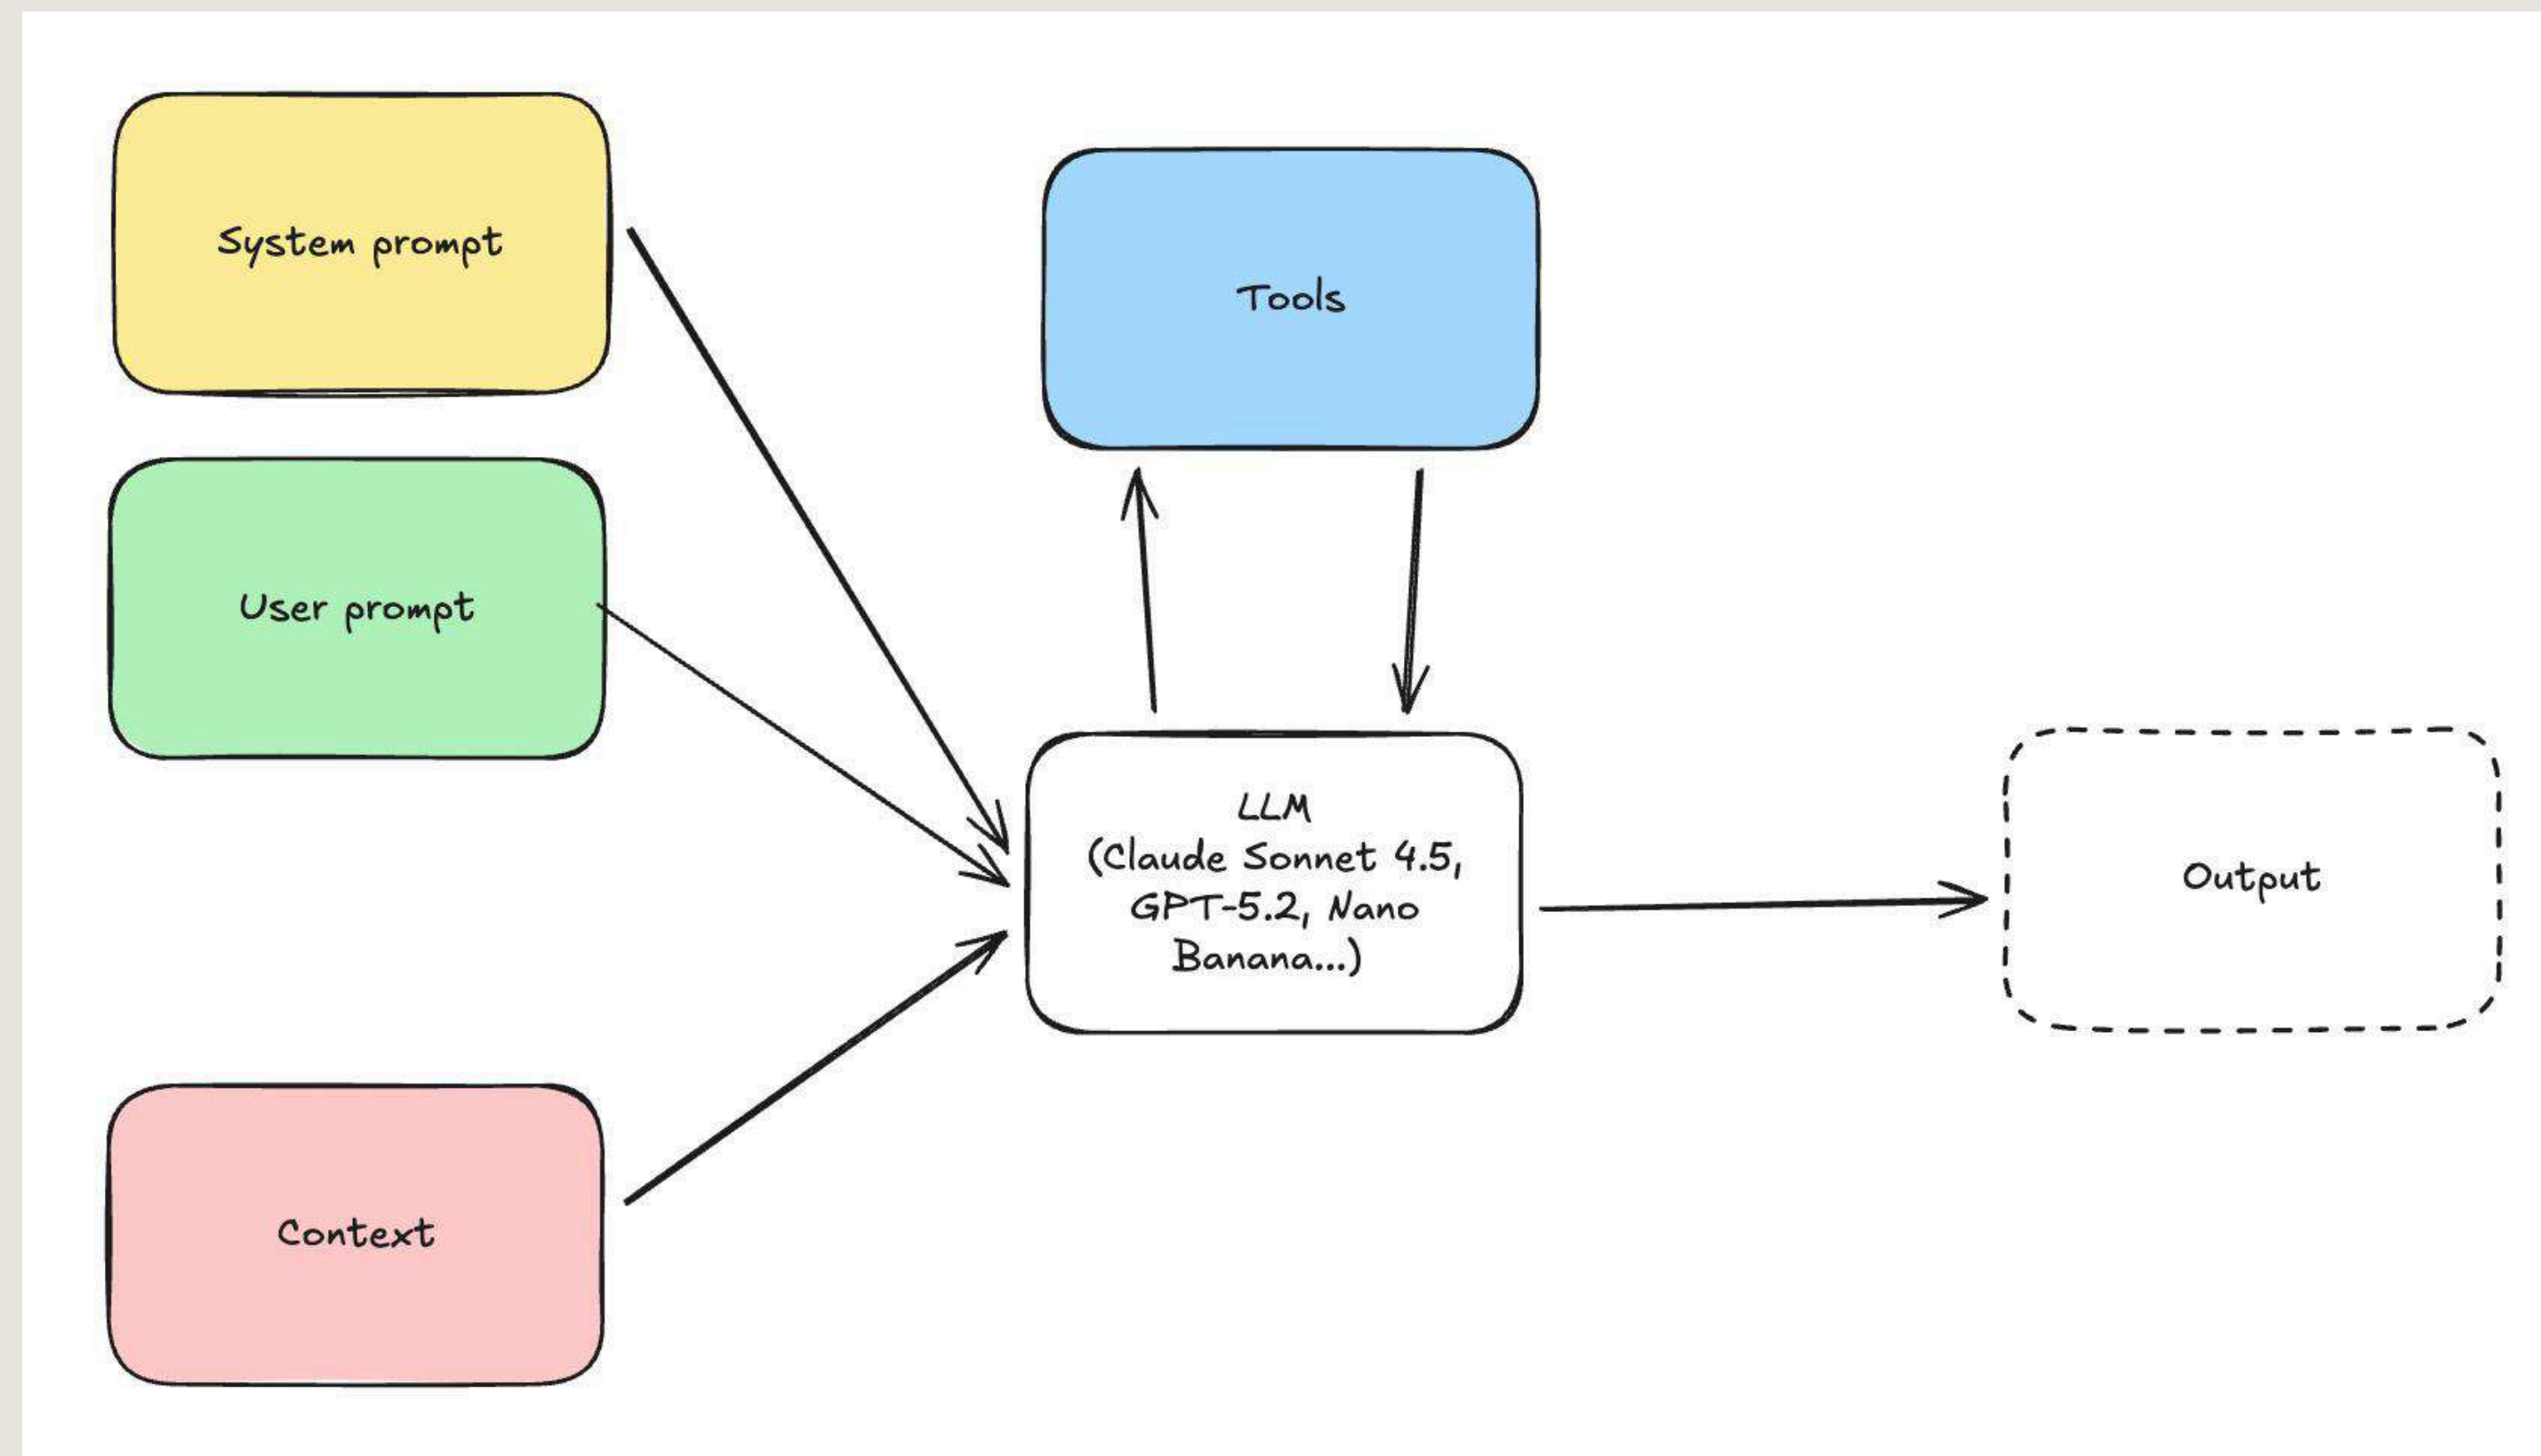 System prompt
Tools
User prompt
LLM
(Claude Sonnet 4.5,
GPT-5.2, Nano
Banana...)
Output
Context